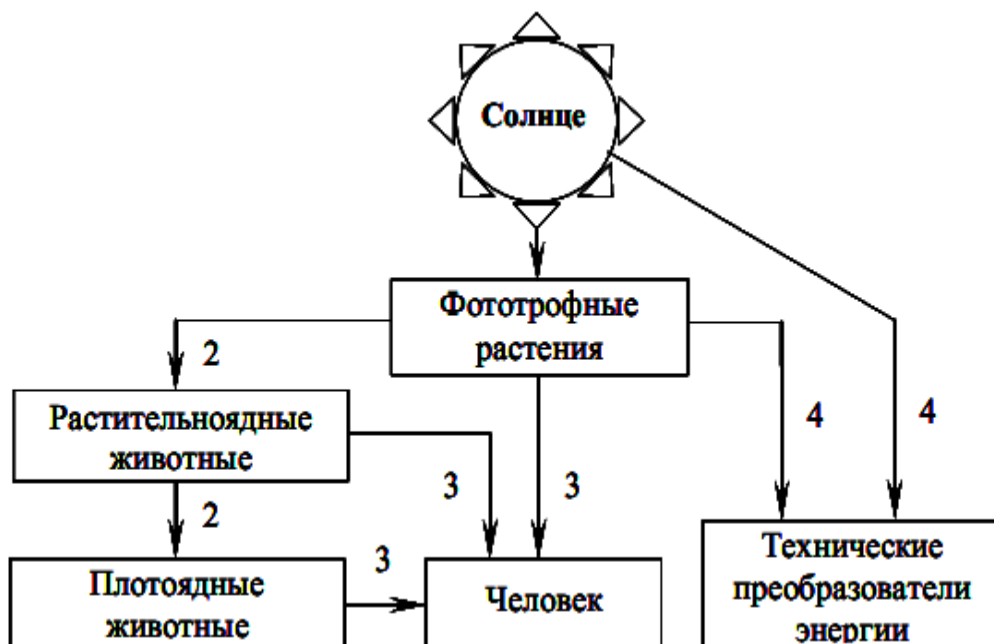 Солнце
Фототрофные
растения
2
4
4
Растительноядные
животные
3
3
2
3
Плотоядные
животные
Человек
Технические
преобразователи
энергии